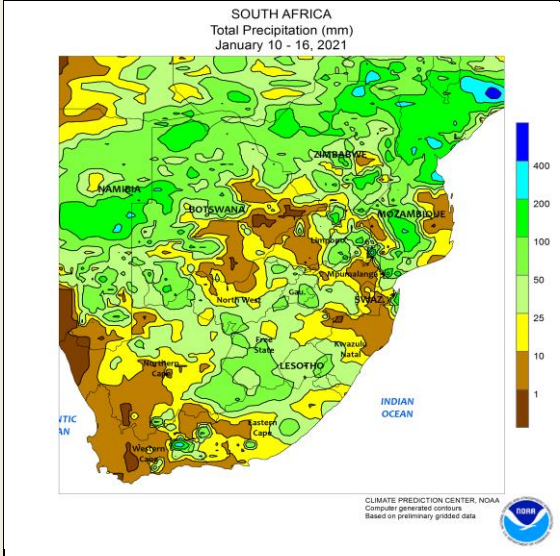 SOUTH AFRICA
Total Precipitation (mm)
January 10 - 16, 2021
ZIMBABWE
NAMIBIA
BOTSWANA
MOZAMBIQUE
Limpopo
Mpumalanga
North West
Gau.
SWAZ.
Free
State
Kwazulu
Natal
Northern
Cape
LESOTHO
Eastern
Cape
Western
Cape
NTIC
AN
INDIAN
OCEAN
400
200
100
50
25
10
1
CLIMATE PREDICTION CENTER, NOAA
Computer generated contours
Based on preliminary gridded data
NOAA